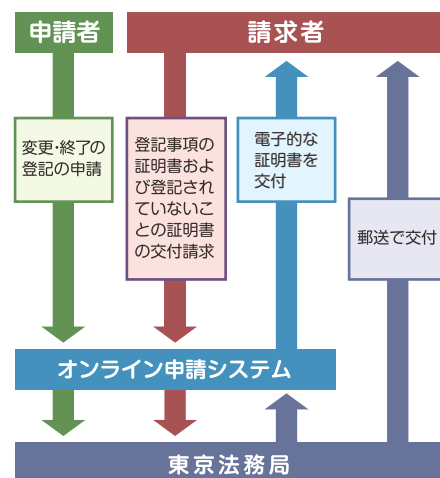 申請者
請求者
変更・終了の
登記の申請
登記事項の
証明書およ
び登記され
ていないこ
との証明書
の交付請求
電子的な
証明書を
交付
郵送で交付
オンライン申請システム
東京法務局